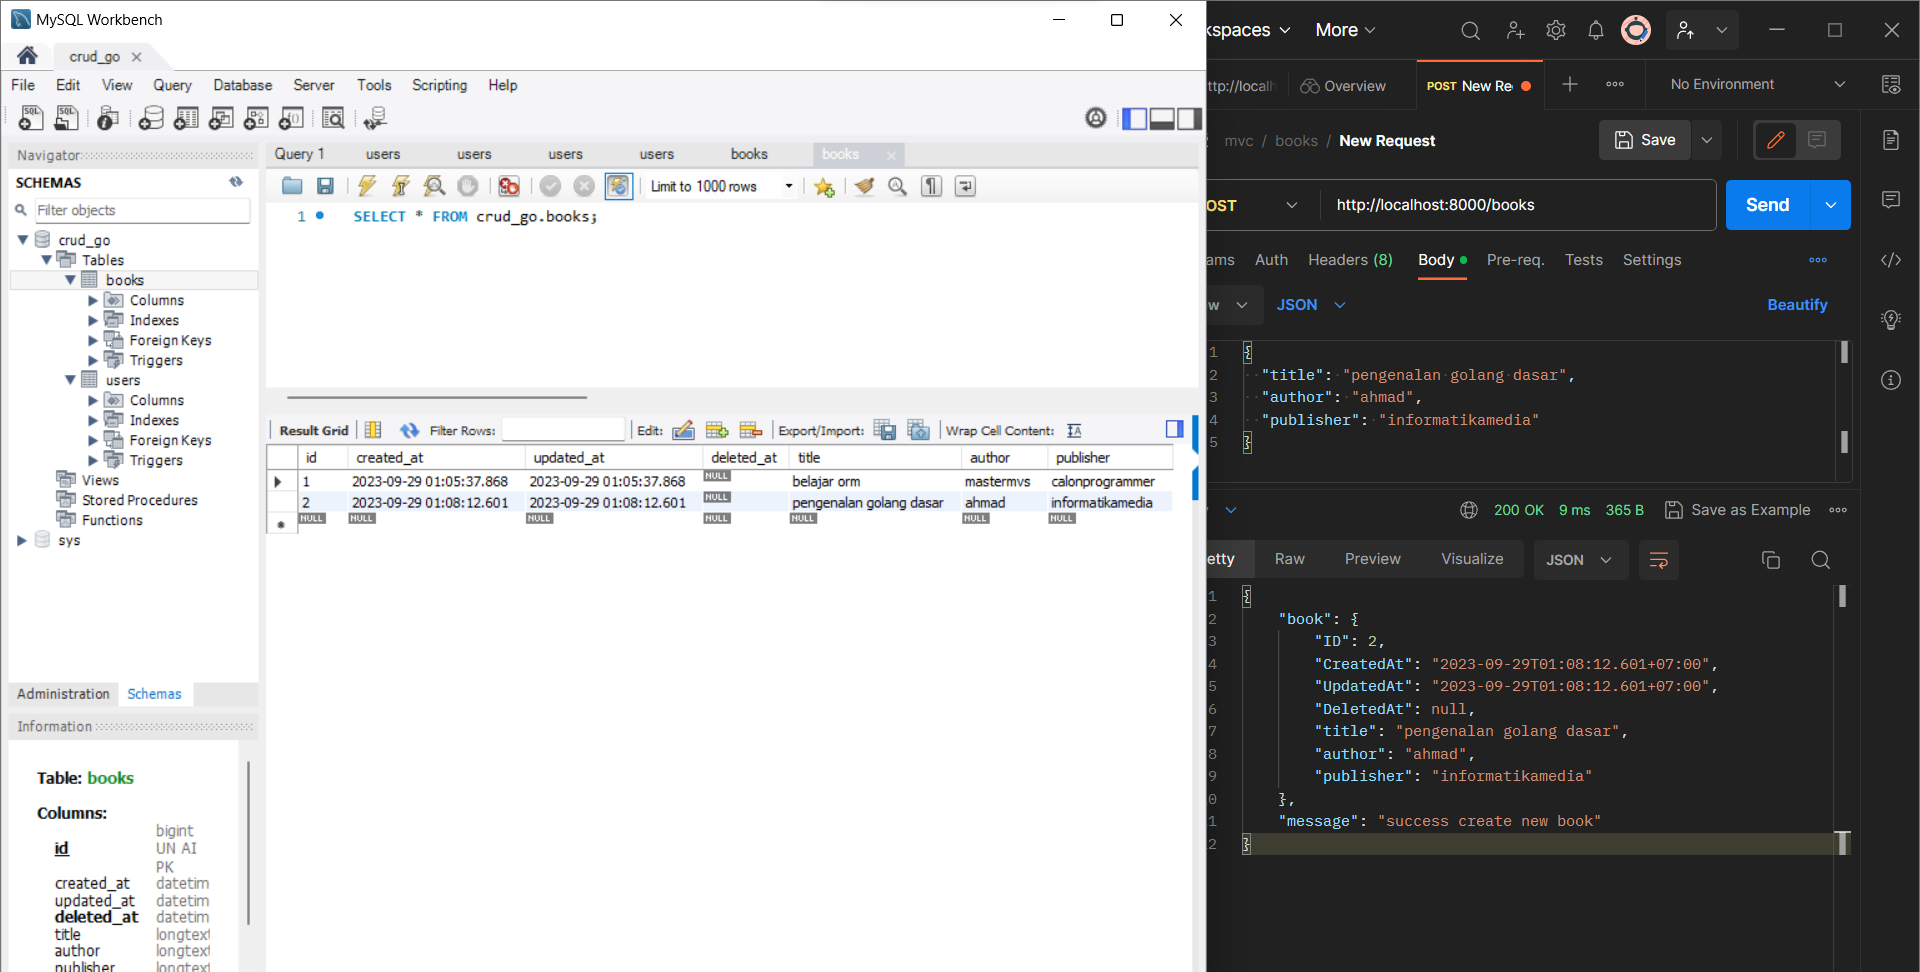 MySQL Workbench
crud_go
File Edit View Query Database Server Tools Scripting Help
Navigator
SCHEMAS
Filter objects
crud_go
Tables
books
Columns
Indexes
Foreign Keys
Triggers
users
Columns
Indexes
Foreign Keys
Triggers
Views
Stored Procedures
Functions
sys
Administration Schemas
Information
Table: books
Columns:
id bigint UN AI PK
created_at datetim
updated_at datetim
deleted_at datetim
title longtext
author longtext
publisher longtext
Query 1 users users users users books books
Limit to 1000 rows
1 SELECT * FROM crud_go.books;
Result Grid Filter Rows: Edit: Export/Import: Wrap Cell Content:
id created_at updated_at deleted_at title author publisher
1 2023-09-29 01:05:37.868 2023-09-29 01:05:37.868 NULL belajar orm mastermvs calonprogrammer
2 2023-09-29 01:08:12.601 2023-09-29 01:08:12.601 NULL pengenalan golang dasar ahmad informatikamedia
NULL NULL NULL NULL NULL NULL NULL
kspaces More
ttp://localh Overview POST New Re No Environment
mvc / books / New Request Save
OST http://localhost:8000/books Send
ams Auth Headers (8) Body Pre-req. Tests Settings
w JSON Beautify
1 {
2 "title": "pengenalan golang dasar",
3 "author": "ahmad",
4 "publisher": "informatikamedia"
5 }
200 OK 9 ms 365 B Save as Example
etty Raw Preview Visualize JSON
1 {
2 "book": {
3 "ID": 2,
4 "CreatedAt": "2023-09-29T01:08:12.601+07:00",
5 "UpdatedAt": "2023-09-29T01:08:12.601+07:00",
6 "DeletedAt": null,
7 "title": "pengenalan golang dasar",
8 "author": "ahmad",
9 "publisher": "informatikamedia"
0 },
1 "message": "success create new book"
2 }